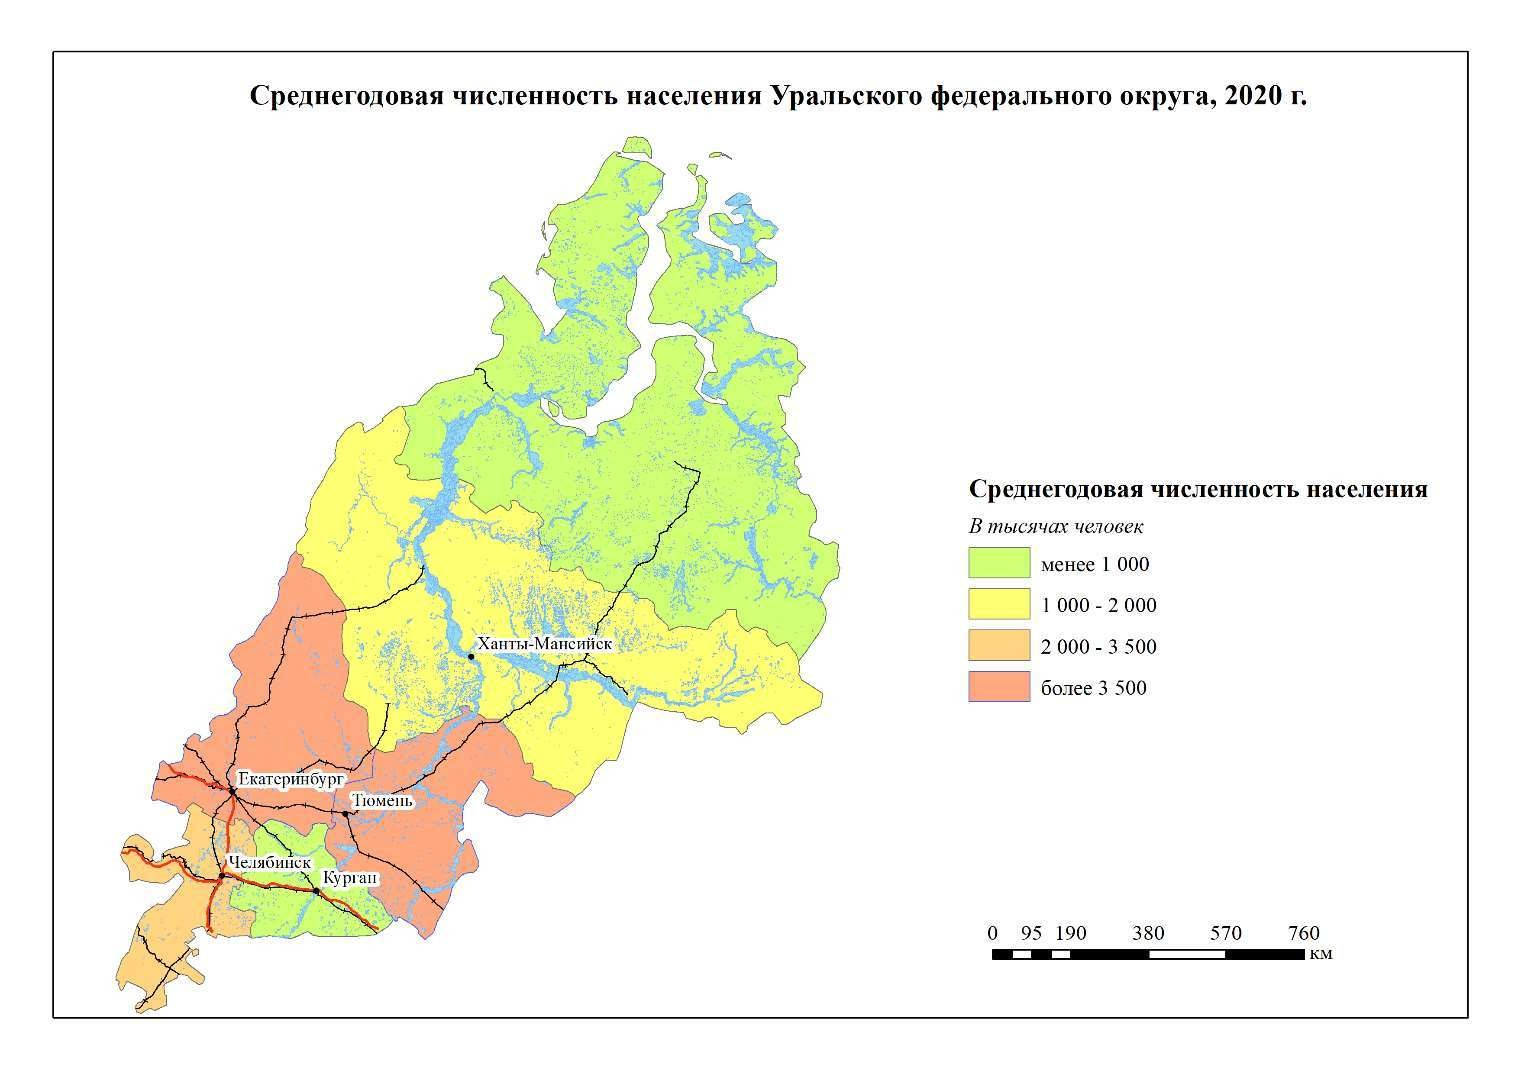 Среднегодовая численность населения Уральского федерального округа, 2020 г.
Среднегодовая численность населения
В тысячах человек
менее 1 000
1 000 - 2 000
2 000 - 3 500
более 3 500
Ханты-Мансийск
Екатеринбург
Тюмень
Челябинск
Курган
0 95 190 380 570 760
км